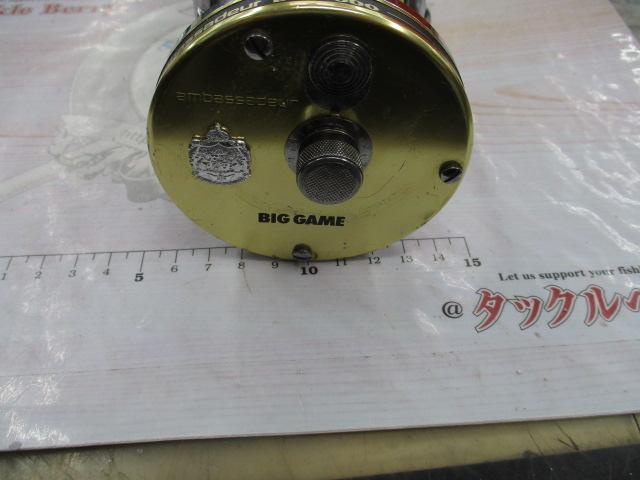 ambassadeur
BIG GAME
1 2 3 4 5 6 7 8 9 10 11 12 13 14 15
Let us support your fish
@タックルベ